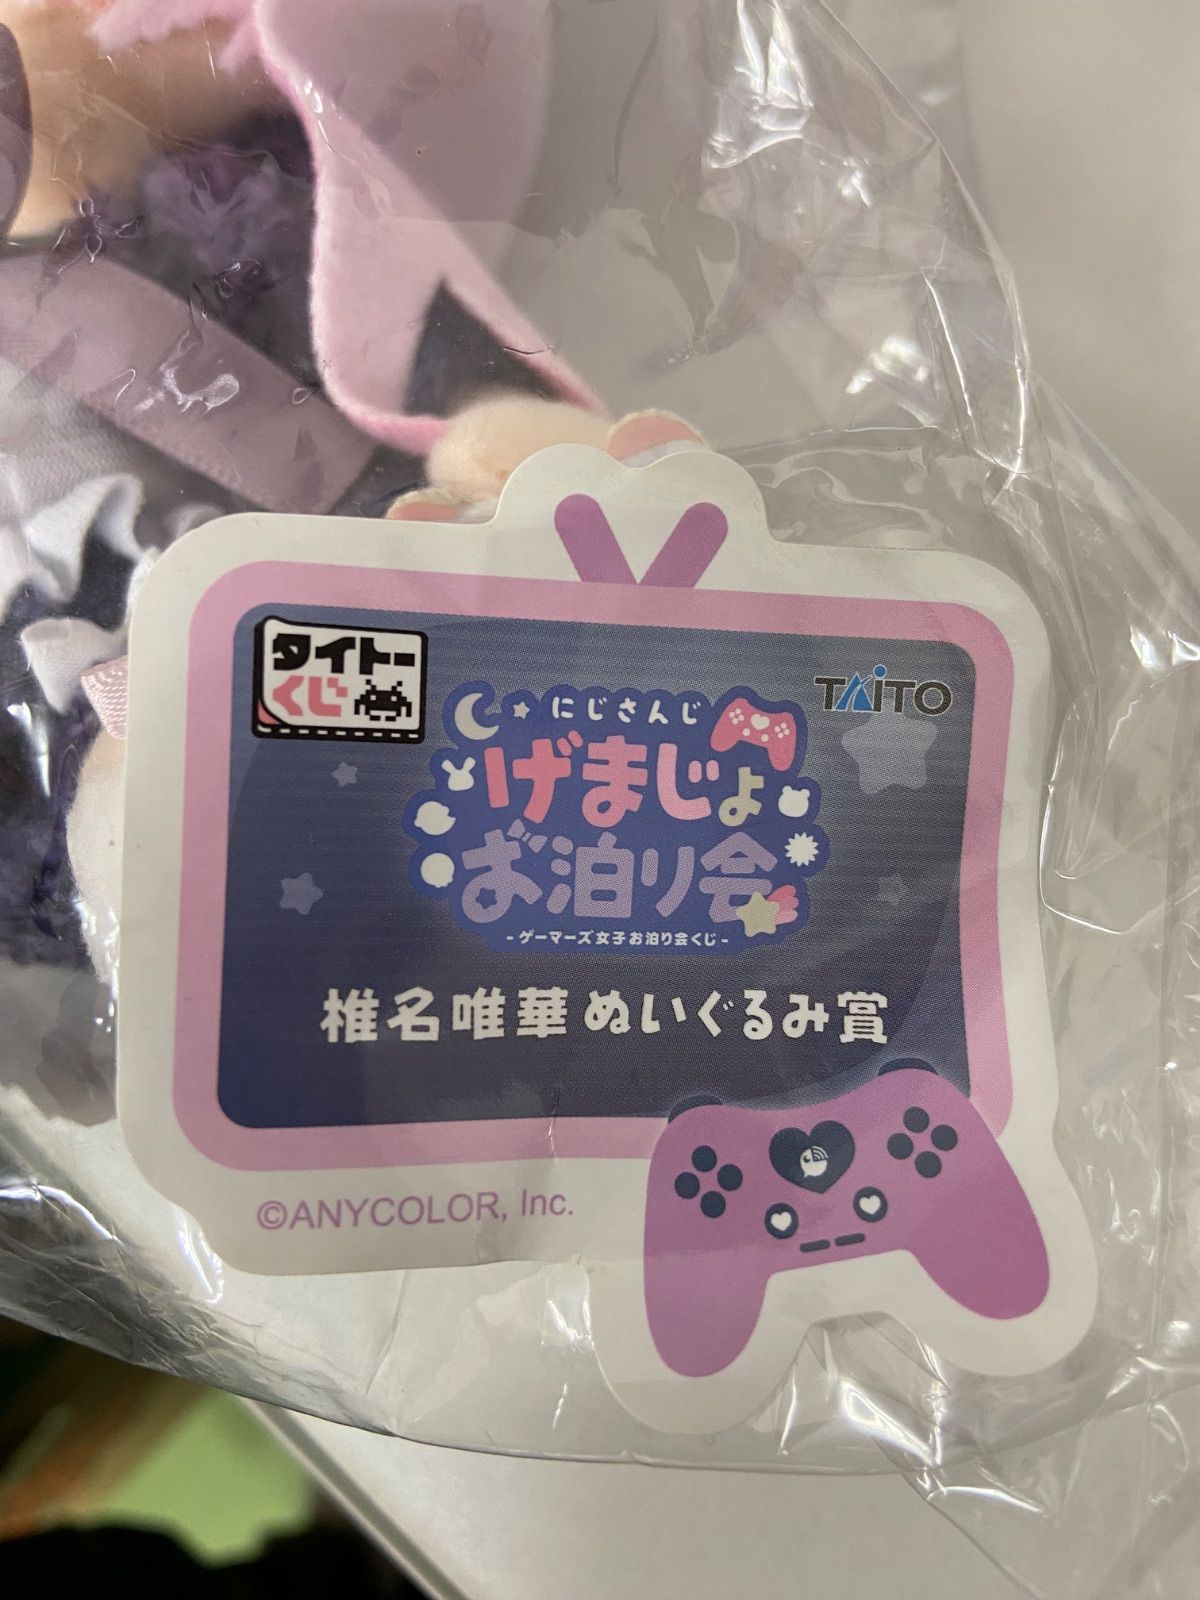 タイトー
くじ
TAITO
にじさんじ
げまじょ
お泊り会
-ゲーマーズ女子お泊り会くじ-
椎名唯華 ぬいぐるみ賞
©ANYCOLOR, Inc.